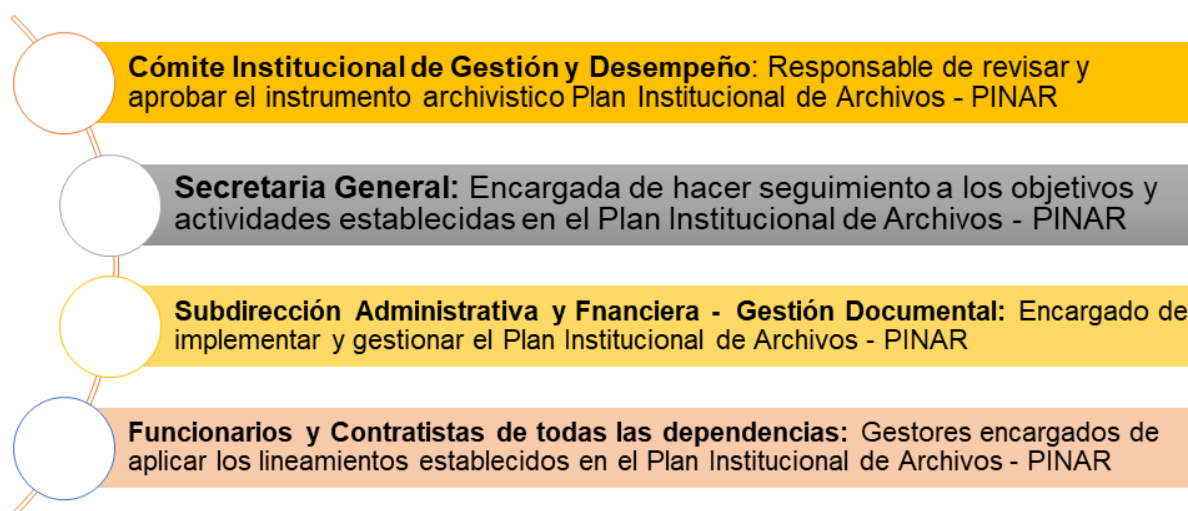 Cómite Institucional de Gestión y Desempeño: Responsable de revisar y
aprobar el instrumento archivistico Plan Institucional de Archivos - PINAR
Secretaria General: Encargada de hacer seguimiento a los objetivos y
actividades establecidas en el Plan Institucional de Archivos - PINAR
Subdirección Administrativa y Fnanciera - Gestión Documental: Encargado de
implementar y gestionar el Plan Institucional de Archivos - PINAR
Funcionarios y Contratistas de todas las dependencias: Gestores encargados de
aplicar los lineamientos establecidos en el Plan Institucional de Archivos - PINAR